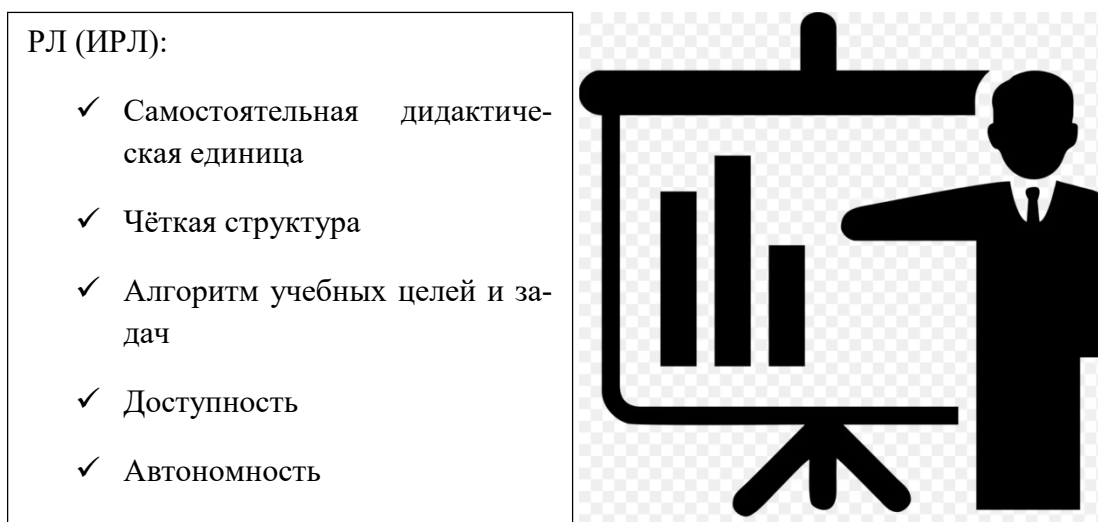 РЛ (ИРЛ):
✓ Самостоятельная дидактиче-
ская единица
✓ Чёткая структура
✓ Алгоритм учебных целей и за-
дач
✓ Доступность
✓ Автономность